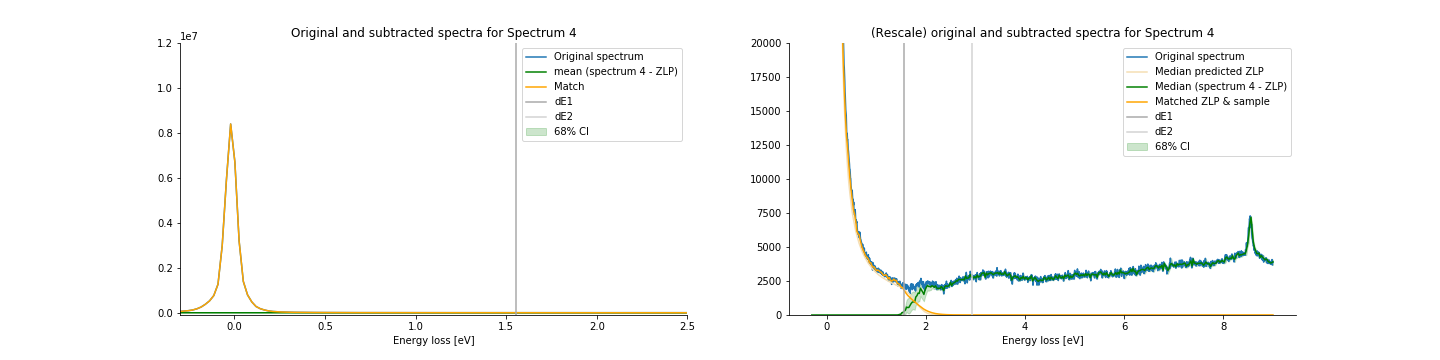 Original and subtracted spectra for Spectrum 4
1e7
1.2
1.0
0.8
0.6
0.4
0.2
0.0
0.0
0.5
1.0
1.5
2.0
2.5
Energy loss [eV]
Original spectrum
mean (spectrum 4 - ZLP)
Match
dE1
dE2
68% CI
(Rescale) original and subtracted spectra for Spectrum 4
20000
17500
15000
12500
10000
7500
5000
2500
0
0
2
4
6
8
Energy loss [eV]
Original spectrum
Median predicted ZLP
Median (spectrum 4 - ZLP)
Matched ZLP & sample
dE1
dE2
68% CI